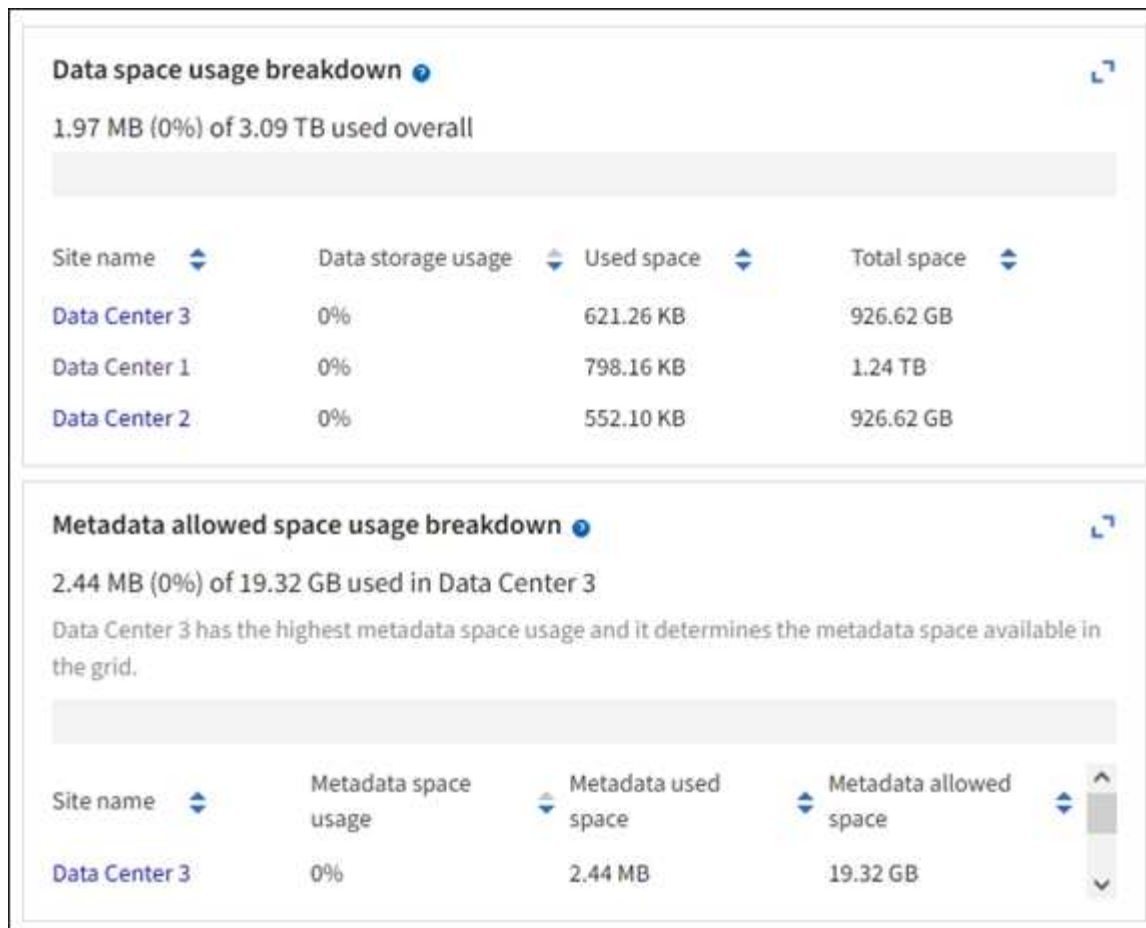 Data space usage breakdown ?
1.97 MB (0%) of 3.09 TB used overall
Site name Data storage usage Used space Total space
Data Center 3 0% 621.26 KB 926.62 GB
Data Center 1 0% 798.16 KB 1.24 TB
Data Center 2 0% 552.10 KB 926.62 GB
Metadata allowed space usage breakdown ?
2.44 MB (0%) of 19.32 GB used in Data Center 3
Data Center 3 has the highest metadata space usage and it determines the metadata space available in
the grid.
Site name Metadata space usage Metadata used space Metadata allowed space
Data Center 3 0% 2.44 MB 19.32 GB